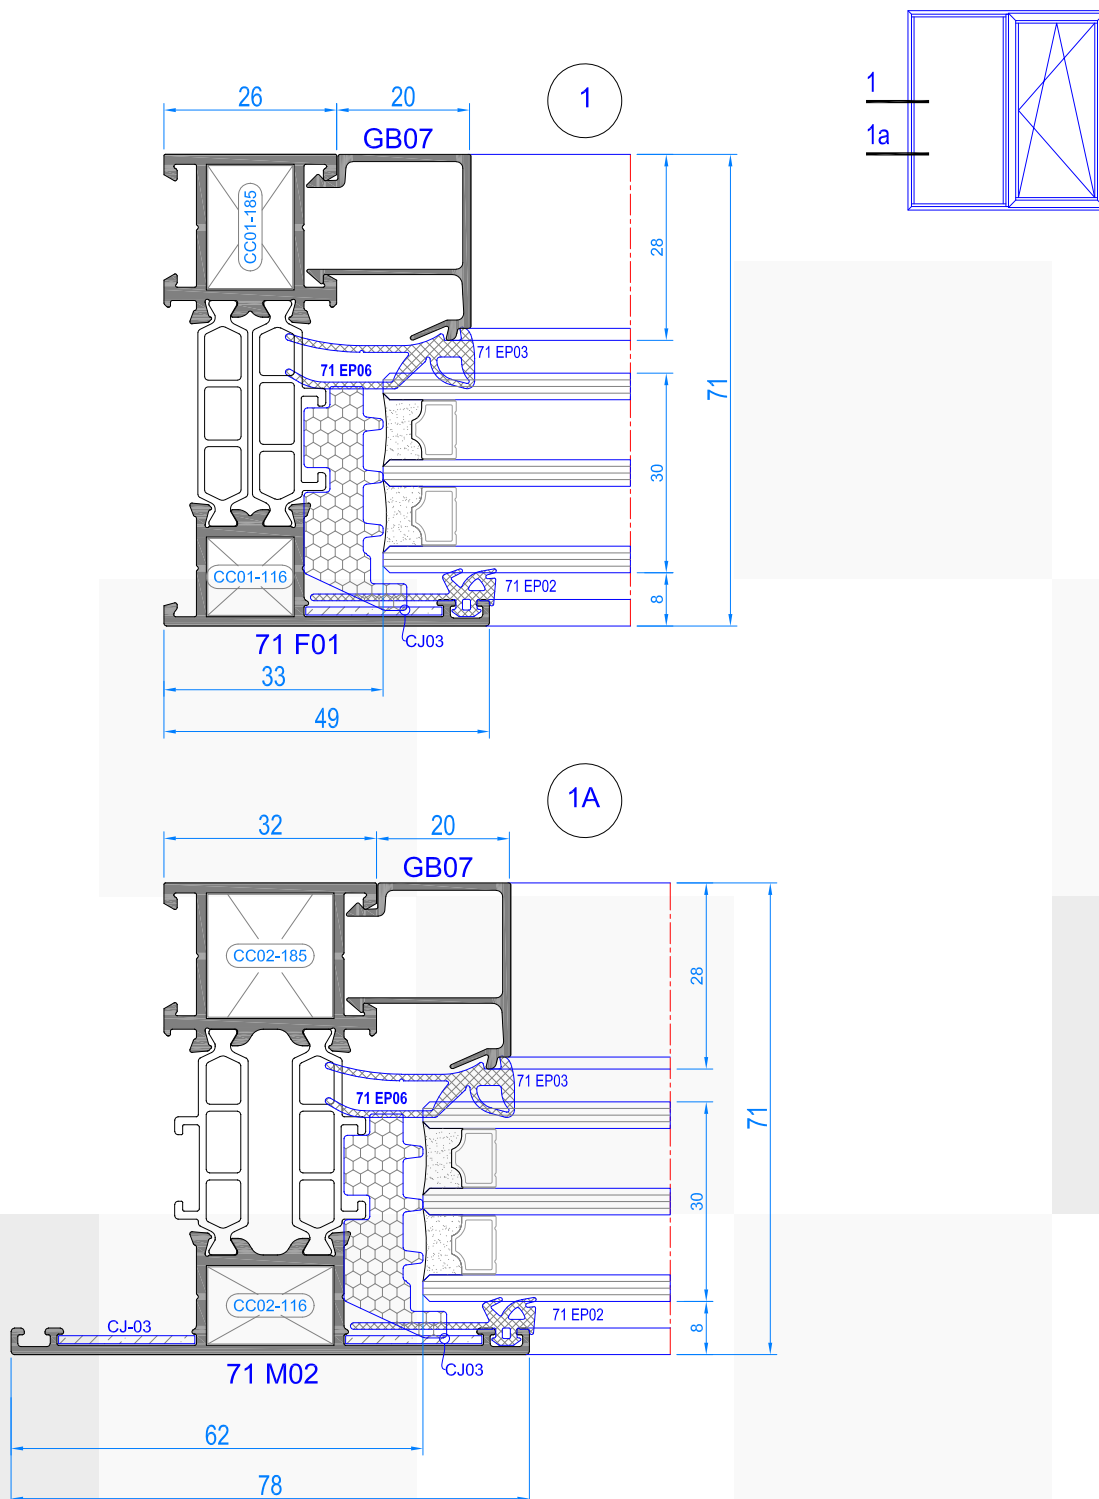 26
20
1
GB07
1
1a
CC01-185
28
71 EP03
71 EP06
71
30
CC01-116
71 EP02
8
71 F01
CJ03
33
49
1A
32
20
GB07
CC02-185
28
71 EP03
71 EP06
71
30
CC02-116
71 EP02
8
CJ-03
71 M02
CJ03
62
78